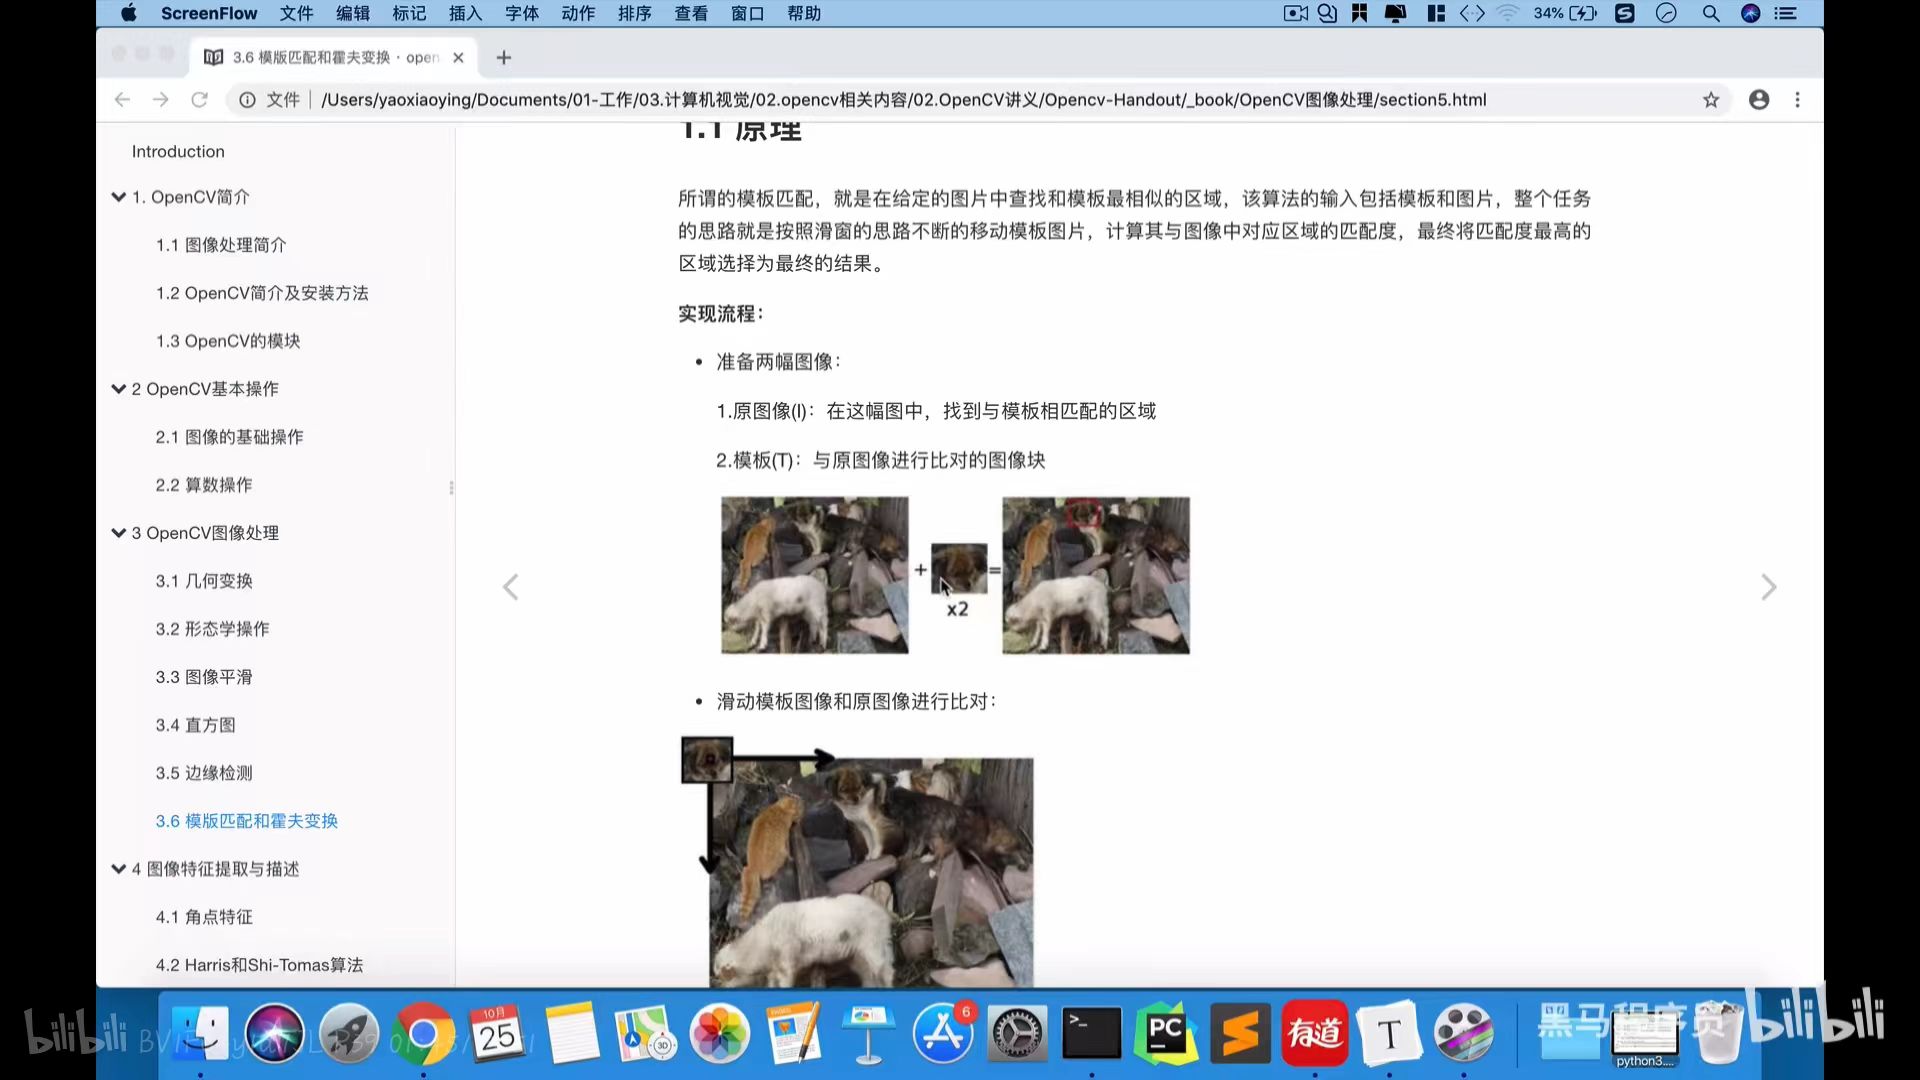 ScreenFlow 文件 编辑 标记 插入 字体 动作 排序 查看 窗口 帮助 34%
3.6 模版匹配和霍夫变换 · open
文件 /Users/yaoxiaoying/Documents/01-工作/03.计算机视觉/02.opencv相关内容/02.OpenCV讲义/Opencv-Handout/_book/OpenCV图像处理/section5.html
Introduction
1. OpenCV简介
1.1 图像处理简介
1.2 OpenCV简介及安装方法
1.3 OpenCV的模块
2 OpenCV基本操作
2.1 图像的基础操作
2.2 算数操作
3 OpenCV图像处理
3.1 几何变换
3.2 形态学操作
3.3 图像平滑
3.4 直方图
3.5 边缘检测
3.6 模版匹配和霍夫变换
4 图像特征提取与描述
4.1 角点特征
4.2 Harris和Shi-Tomas算法
1.1 原理
所谓的模板匹配，就是在给定的图片中查找和模板最相似的区域，该算法的输入包括模板和图片，整个任务
的思路就是按照滑窗的思路不断的移动模板图片，计算其与图像中对应区域的匹配度，最终将匹配度最高的
区域选择为最终的结果。
实现流程：
• 准备两幅图像：
1.原图像(I)：在这幅图中，找到与模板相匹配的区域
2.模板(T)：与原图像进行比对的图像块
+ =
x2
• 滑动模板图像和原图像进行比对：
10月
25
3D
6
>_
PC
有道
T
python3....
黑马程序员
bilibili
bilibili